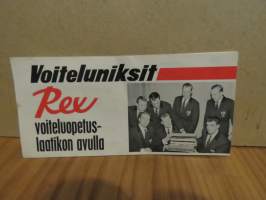 Voiteluniksit
Rex
voiteluopetus-
laatikon avulla